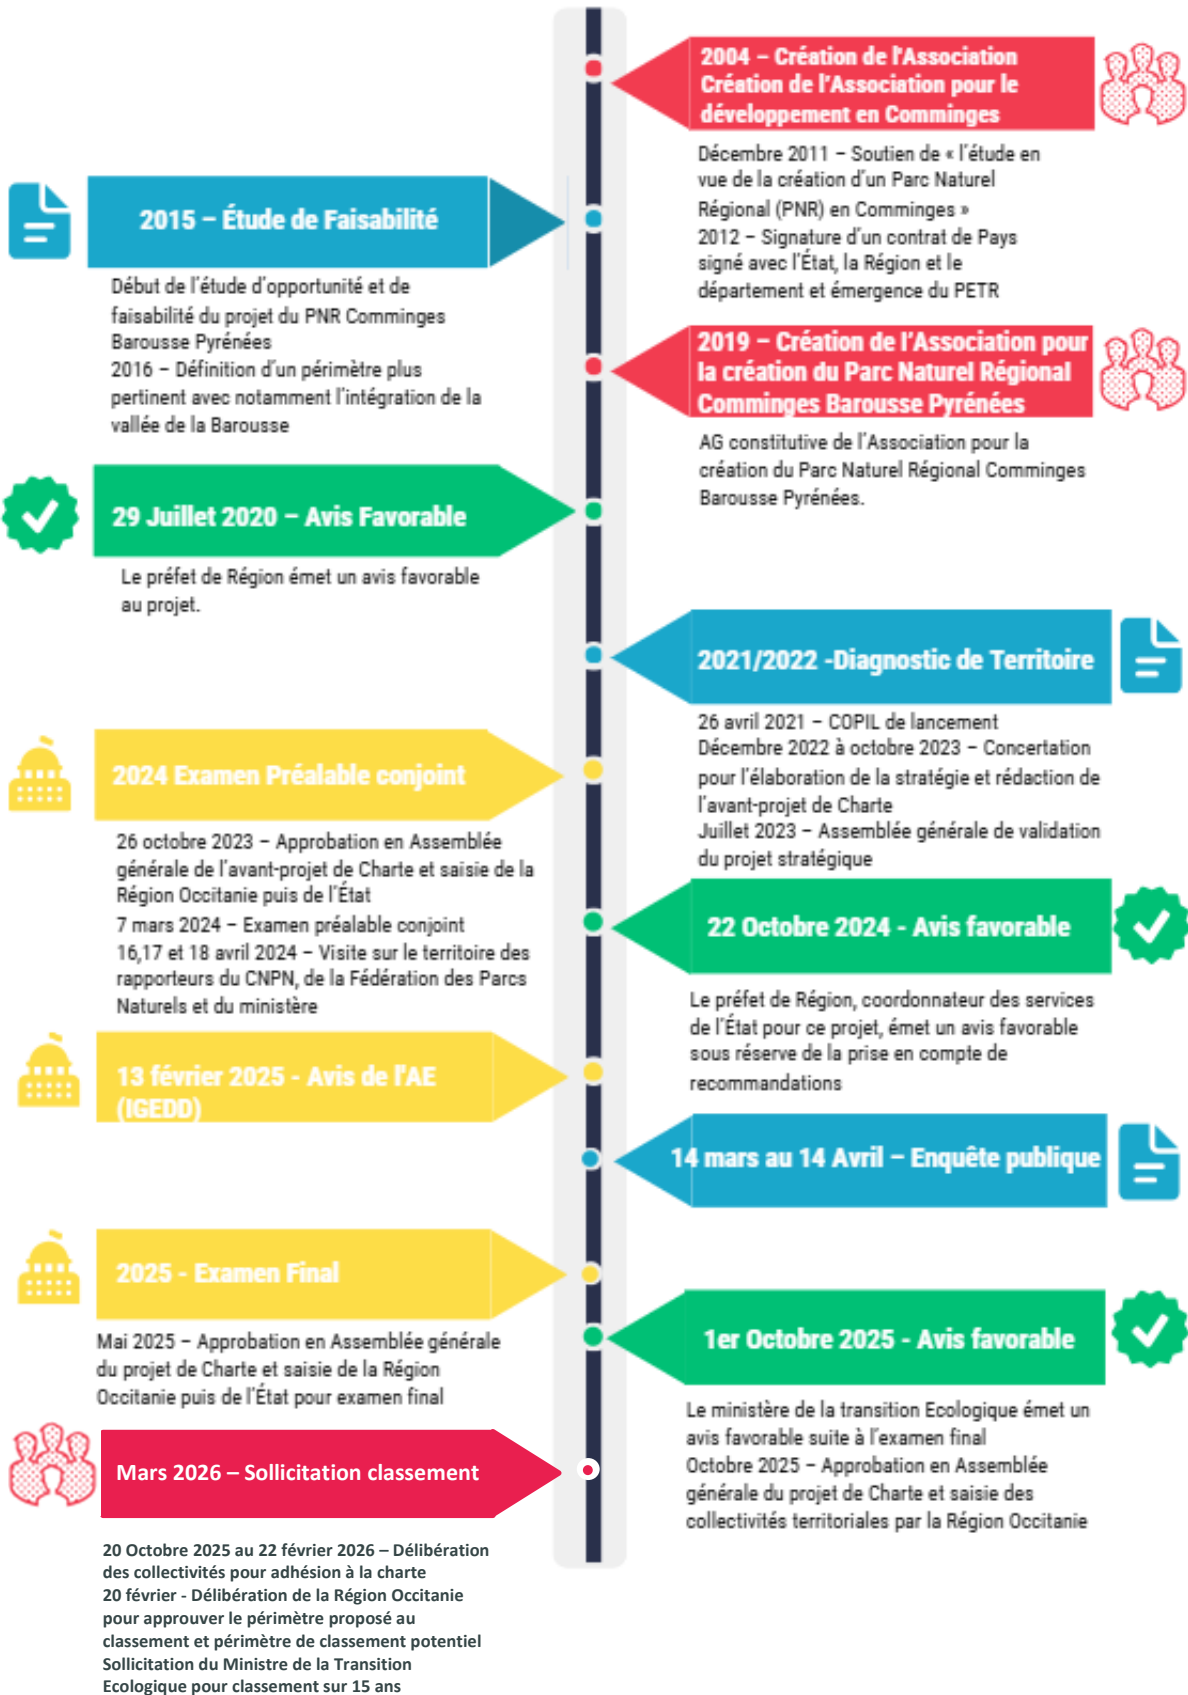 2004 – Création de l'Association
Création de l'Association pour le
développement en Comminges
Décembre 2011 – Soutien de « l'étude en
vue de la création d'un Parc Naturel
Régional (PNR) en Comminges »
2012 – Signature d'un contrat de Pays
signé avec l'État, la Région et le
département et émergence du PETR
2015 – Étude de Faisabilité
Début de l'étude d'opportunité et de
faisabilité du projet du PNR Comminges
Barousse Pyrénées
2016 – Définition d'un périmètre plus
pertinent avec notamment l'intégration de la
vallée de la Barousse
2019 – Création de l'Association pour
la création du Parc Naturel Régional
Comminges Barousse Pyrénées
AG constitutive de l'Association pour la
création du Parc Naturel Régional Comminges
Barousse Pyrénées.
29 Juillet 2020 – Avis Favorable
Le préfet de Région émet un avis favorable
au projet.
2021/2022 -Diagnostic de Territoire
26 avril 2021 – COPIL de lancement
Décembre 2022 à octobre 2023 – Concertation
pour l'élaboration de la stratégie et rédaction de
l'avant-projet de Charte
Juillet 2023 – Assemblée générale de validation
du projet stratégique
2024 Examen Préalable conjoint
26 octobre 2023 – Approbation en Assemblée
générale de l'avant-projet de Charte et saisie de la
Région Occitanie puis de l'État
7 mars 2024 – Examen préalable conjoint
16,17 et 18 avril 2024 – Visite sur le territoire des
rapporteurs du CNPN, de la Fédération des Parcs
Naturels et du ministère
22 Octobre 2024 - Avis favorable
Le préfet de Région, coordonnateur des services
de l'État pour ce projet, émet un avis favorable
sous réserve de la prise en compte de
recommandations
13 février 2025 - Avis de l'AE
(IGEDD)
14 mars au 14 Avril – Enquête publique
2025 - Examen Final
Mai 2025 – Approbation en Assemblée générale
du projet de Charte et saisie de la Région
Occitanie puis de l'État pour examen final
1er Octobre 2025 - Avis favorable
Le ministère de la transition Ecologique émet un
avis favorable suite à l'examen final
Octobre 2025 – Approbation en Assemblée
générale du projet de Charte et saisie des
collectivités territoriales par la Région Occitanie
Mars 2026 – Sollicitation classement
20 Octobre 2025 au 22 février 2026 – Délibération
des collectivités pour adhésion à la charte
20 février - Délibération de la Région Occitanie
pour approuver le périmètre proposé au
classement et périmètre de classement potentiel
Sollicitation du Ministre de la Transition
Ecologique pour classement sur 15 ans